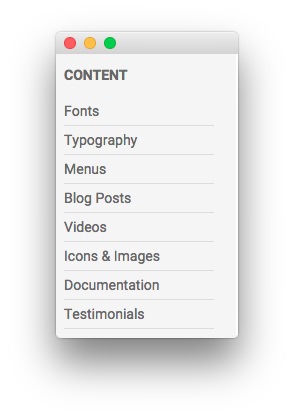 CONTENT
Fonts
Typography
Menus
Blog Posts
Videos
Icons & Images
Documentation
Testimonials